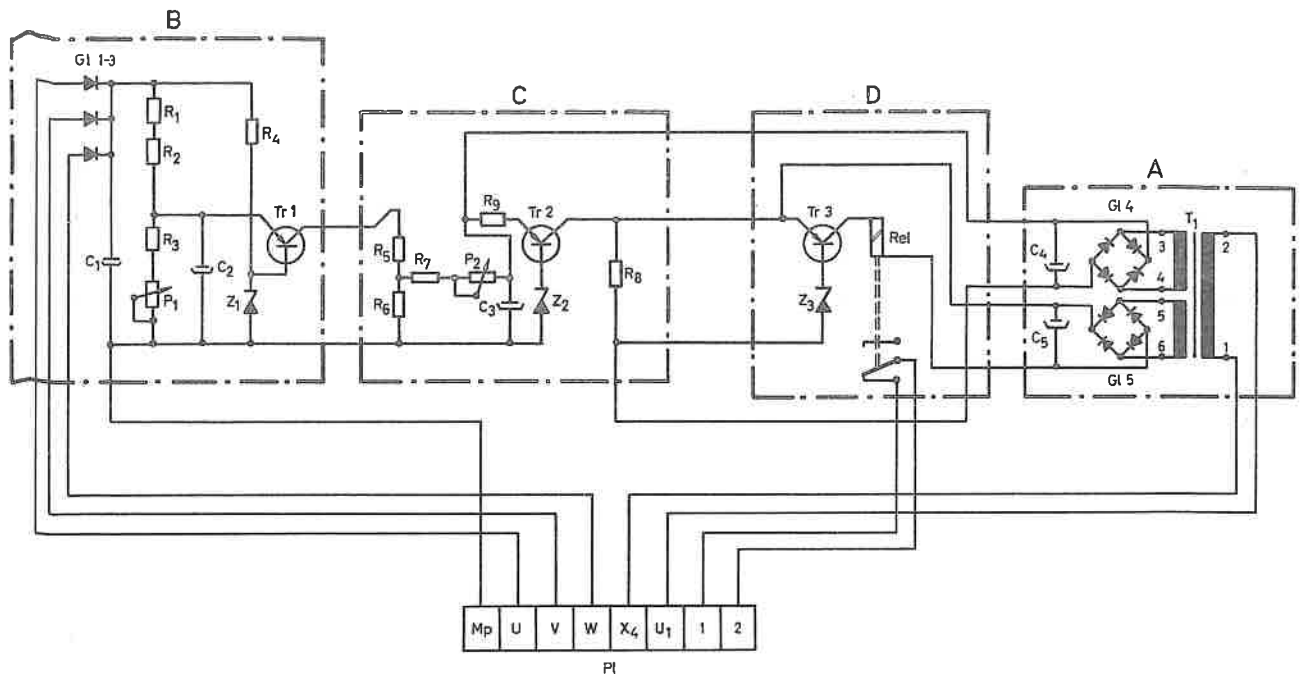 B
Gl 1-3
R1
R2
R4
Tr 1
R3
C1
C2
P1
Z1
C
R9
Tr 2
R5
R7
P2
R6
C3
Z2
R8
D
Tr 3
Rel
Z3
A
Gl 4
T1
3
2
C4
4
5
C5
6
1
Gl 5
Mp U V W X4 U1 1 2
Pl